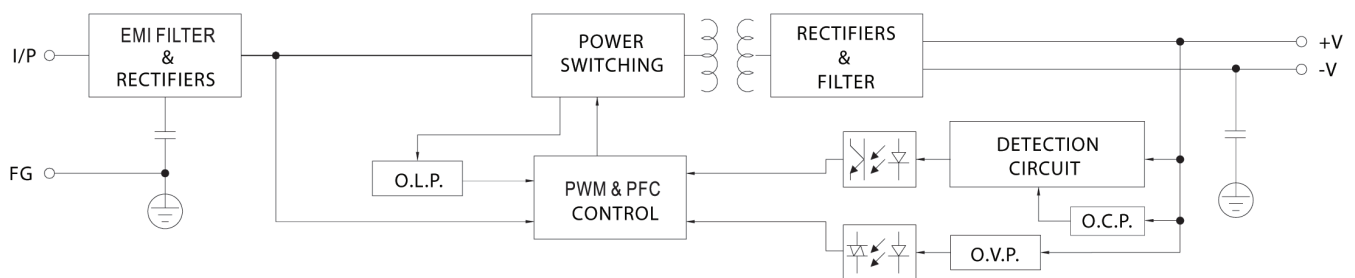 I/P
EMI FILTER
&
RECTIFIERS
POWER
SWITCHING
RECTIFIERS
&
FILTER
+V
-V
FG
O.L.P.
PWM & PFC
CONTROL
DETECTION
CIRCUIT
O.C.P.
O.V.P.